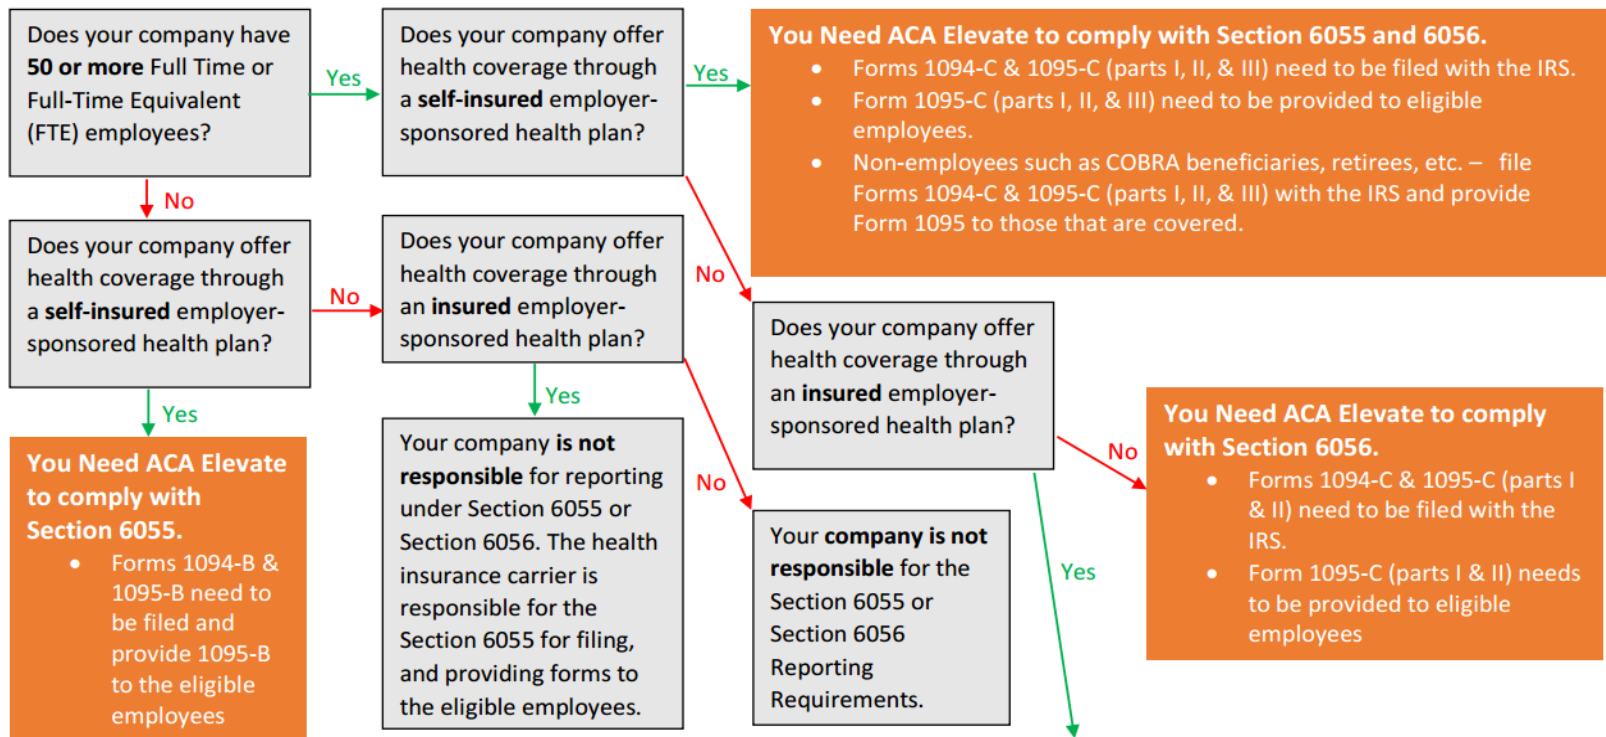 Does your company have
50 or more Full Time or
Full-Time Equivalent
(FTE) employees?
Yes
Does your company offer
health coverage through
a self-insured employer-
sponsored health plan?
Yes
You Need ACA Elevate to comply with Section 6055 and 6056.
• Forms 1094-C & 1095-C (parts I, II, & III) need to be filed with the IRS.
• Form 1095-C (parts I, II, & III) need to be provided to eligible
employees.
• Non-employees such as COBRA beneficiaries, retirees, etc. – file
Forms 1094-C & 1095-C (parts I, II, & III) with the IRS and provide
Form 1095 to those that are covered.
No
Does your company offer
health coverage through
a self-insured employer-
sponsored health plan?
No
Does your company offer
health coverage through
an insured employer-
sponsored health plan?
No
Does your company offer
health coverage through
an insured employer-
sponsored health plan?
Yes
You Need ACA Elevate
to comply with
Section 6055.
• Forms 1094-B &
1095-B need to
be filed and
provide 1095-B
to the eligible
employees
Yes
Your company is not
responsible for reporting
under Section 6055 or
Section 6056. The health
insurance carrier is
responsible for the
Section 6055 for filing,
and providing forms to
the eligible employees.
No
Your company is not
responsible for the
Section 6055 or
Section 6056
Reporting
Requirements.
Yes
No
You Need ACA Elevate to comply
with Section 6056.
• Forms 1094-C & 1095-C (parts I
& II) need to be filed with the
IRS.
• Form 1095-C (parts I & II) needs
to be provided to eligible
employees